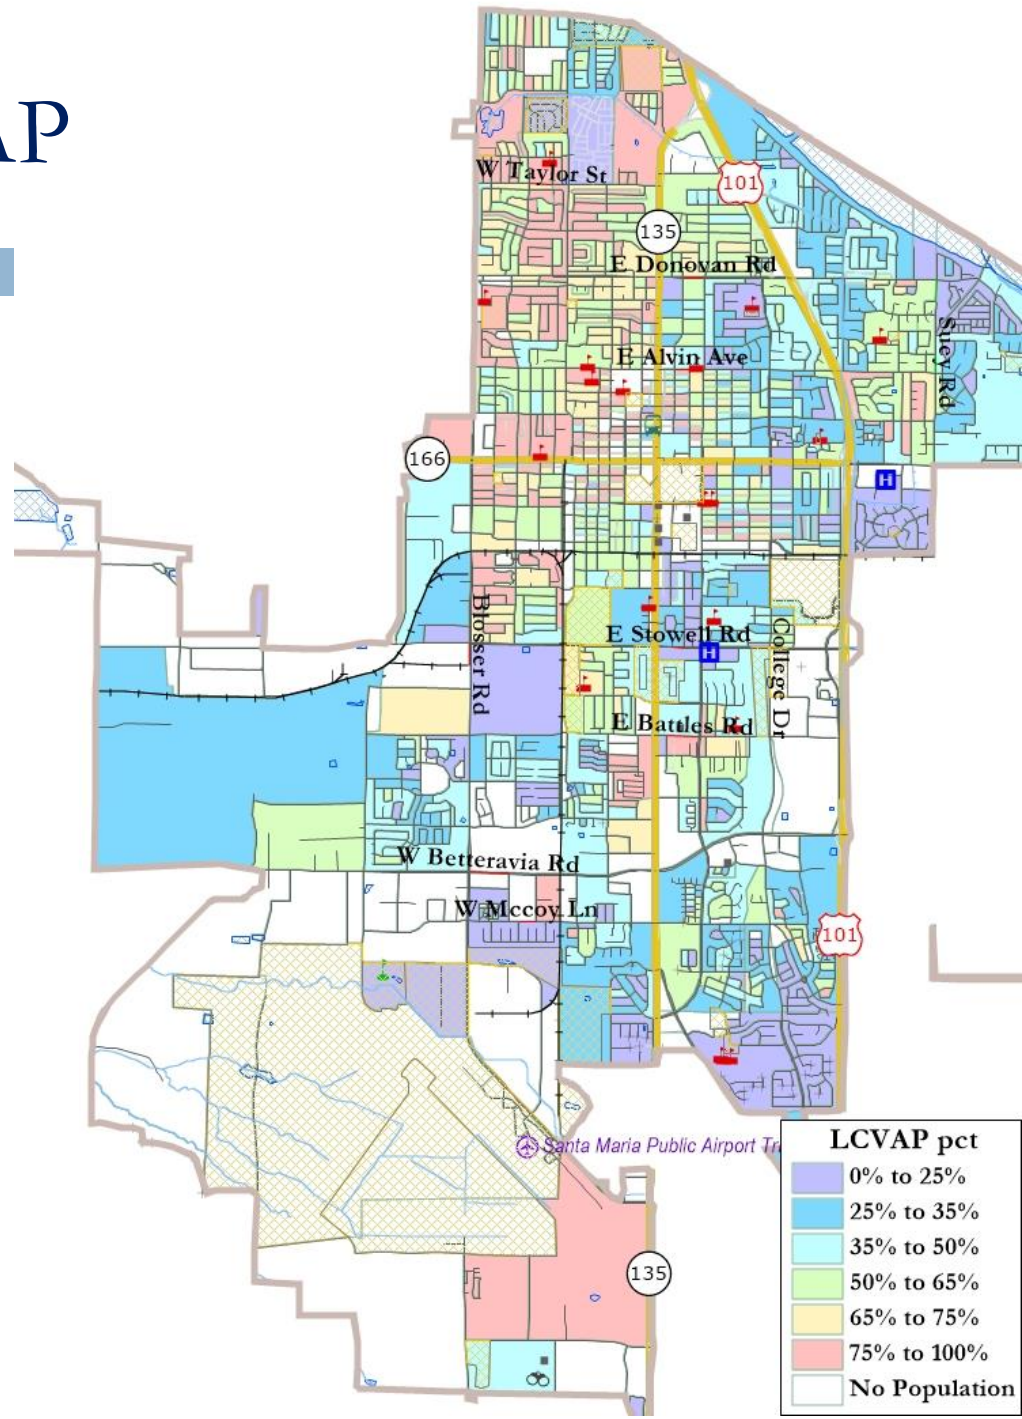 AP
W Taylor St
101
135
E Donovan Rd
Suey Rd
E Alvin Ave
166
H
Blosser Rd
E Stowell Rd
H
College Dr
E Battles Rd
W Betteravia Rd
W Mccoy Ln
101
Santa Maria Public Airport Tr
135
LCVAP pct
0% to 25%
25% to 35%
35% to 50%
50% to 65%
65% to 75%
75% to 100%
No Population